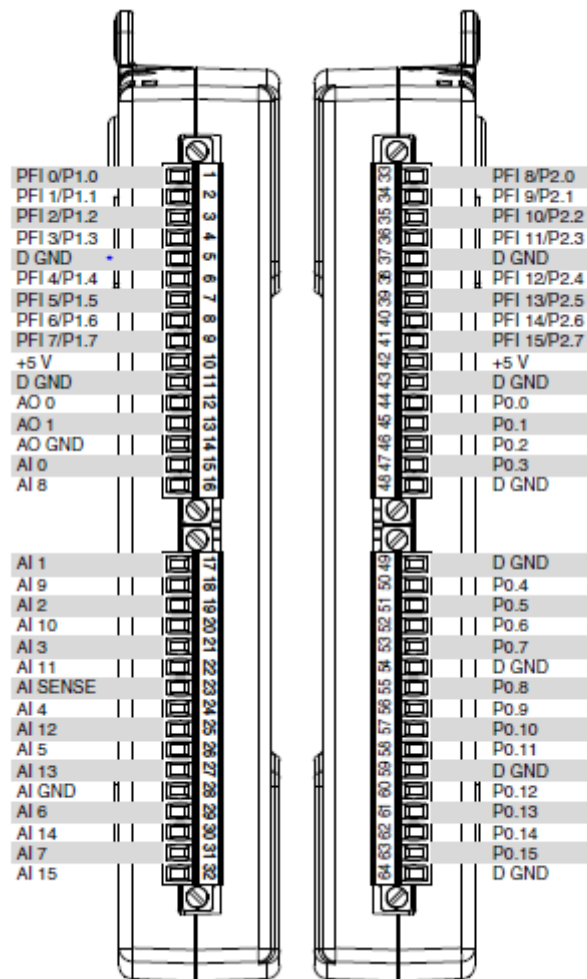 PFI 0/P1.0 1
PFI 1/P1.1 2
PFI 2/P1.2 3
PFI 3/P1.3 4
D GND 5
PFI 4/P1.4 6
PFI 5/P1.5 7
PFI 6/P1.6 8
PFI 7/P1.7 9
+5 V 10
D GND 11
AO 0 12
AO 1 13
AO GND 14
AI 0 15
AI 8 16
AI 1 17
AI 9 18
AI 2 19
AI 10 20
AI 3 21
AI 11 22
AI SENSE 23
AI 4 24
AI 12 25
AI 5 26
AI 13 27
AI GND 28
AI 6 29
AI 14 30
AI 7 31
AI 15 32
33 PFI 8/P2.0
34 PFI 9/P2.1
35 PFI 10/P2.2
36 PFI 11/P2.3
37 D GND
38 PFI 12/P2.4
39 PFI 13/P2.5
40 PFI 14/P2.6
41 PFI 15/P2.7
42 +5 V
43 D GND
44 P0.0
45 P0.1
46 P0.2
47 P0.3
48 D GND
49 D GND
50 P0.4
51 P0.5
52 P0.6
53 P0.7
54 D GND
55 P0.8
56 P0.9
57 P0.10
58 P0.11
59 D GND
60 P0.12
61 P0.13
62 P0.14
63 P0.15
64 D GND